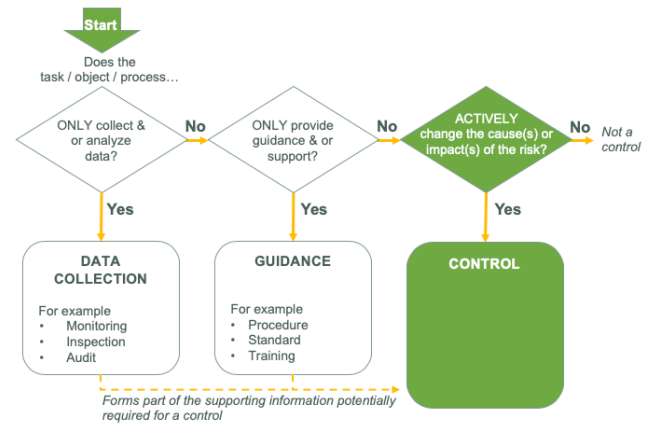 Start
Does the
task / object / process…
ONLY collect &
or analyze
data?
No
ONLY provide
guidance & or
support?
No
ACTIVELY
change the cause(s) or
impact(s) of the risk?
No
Not a
control
Yes
Yes
Yes
DATA
COLLECTION
For example
• Monitoring
• Inspection
• Audit
GUIDANCE
For example
• Procedure
• Standard
• Training
CONTROL
Forms part of the supporting information potentially
required for a control